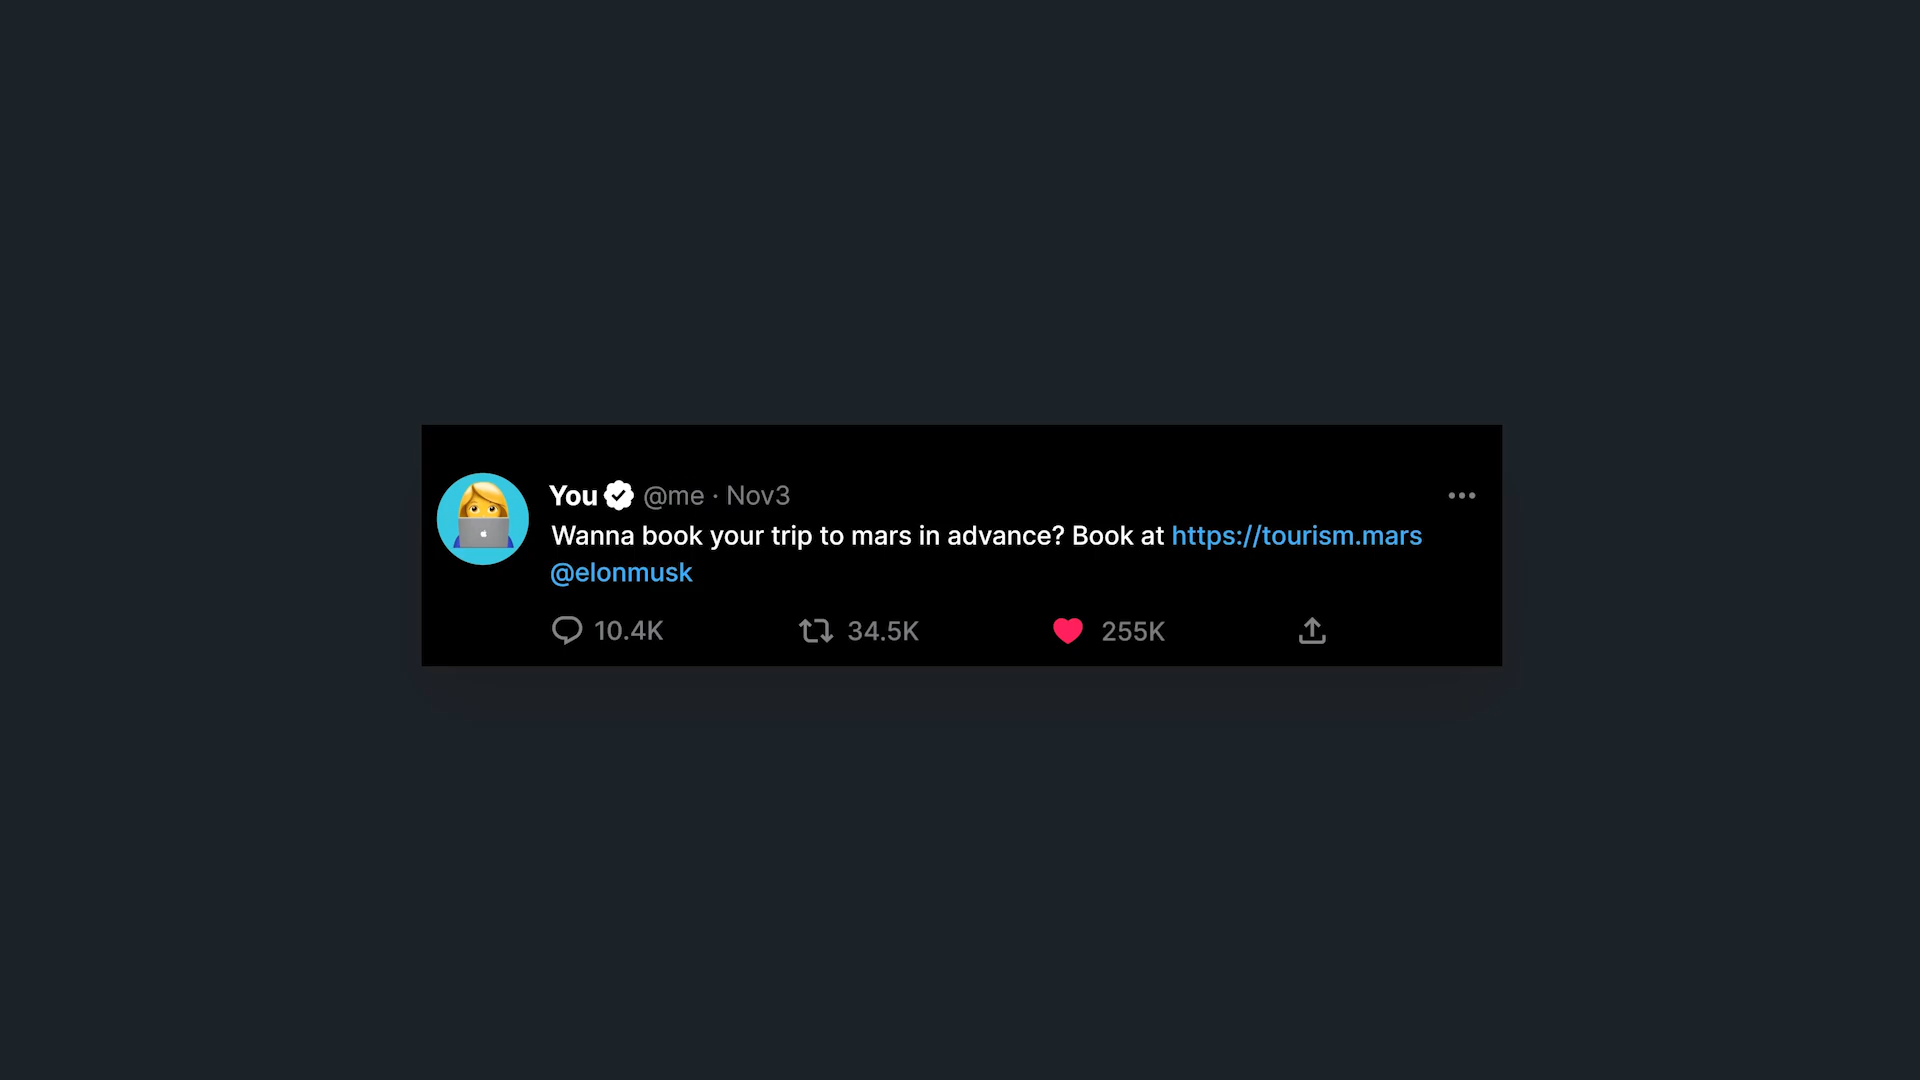 You @me · Nov3
Wanna book your trip to mars in advance? Book at https://tourism.mars
@elonmusk
10.4K 34.5K 255K